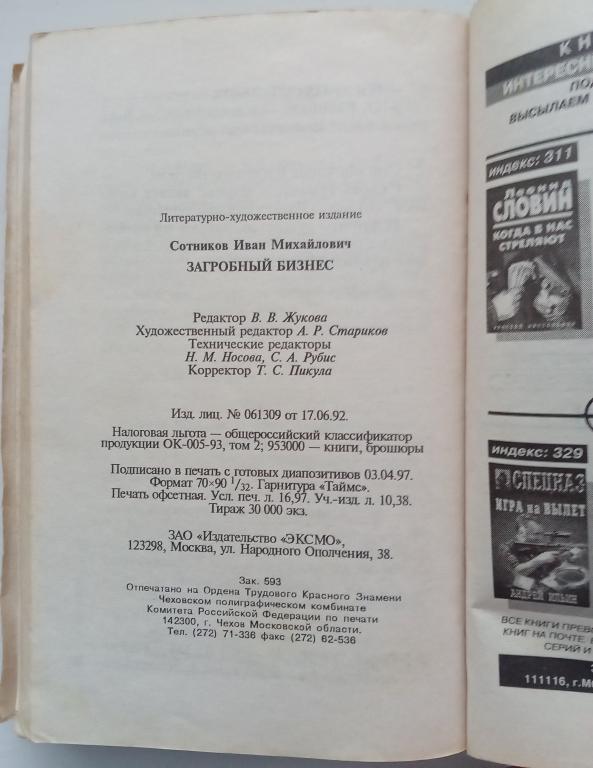 Литературно-художественное издание
Сотников Иван Михайлович
ЗАГРОБНЫЙ БИЗНЕС
Редактор В. В. Жукова
Художественный редактор А. Р. Стариков
Технические редакторы
Н. М. Носова, С. А. Рубис
Корректор Т. С. Пикула
Изд. лиц. № 061309 от 17.06.92.
Налоговая льгота — общероссийский классификатор
продукции ОК-005-93, том 2; 953000 — книги, брошюры
Подписано в печать с готовых диапозитивов 03.04.97.
Формат 70×90 1/32. Гарнитура «Таймс».
Печать офсетная. Усл. печ. л. 16,97. Уч.-изд. л. 10,38.
Тираж 30 000 экз.
ЗАО «Издательство «ЭКСМО»,
123298, Москва, ул. Народного Ополчения, 38.
Зак. 593
Отпечатано на Ордена Трудового Красного Знамени
Чеховском полиграфическом комбинате
Комитета Российской Федерации по печати
142300, г. Чехов Московской области.
Тел. (272) 71-336 факс (272) 62-536
ВЫСЫЛАЕМ
индекс: 311
Леонид
СЛОВИН
КОГДА В НАС
СТРЕЛЯЮТ
индекс: 329
СПЕЦНАЗ
ИГРА на ВЫЛЕТ
АНДРЕЙ ИЛЬИН
ВСЕ КНИГИ
КНИГ НА ПОЧТЕ.
СЕРИЙ И
111116, г.